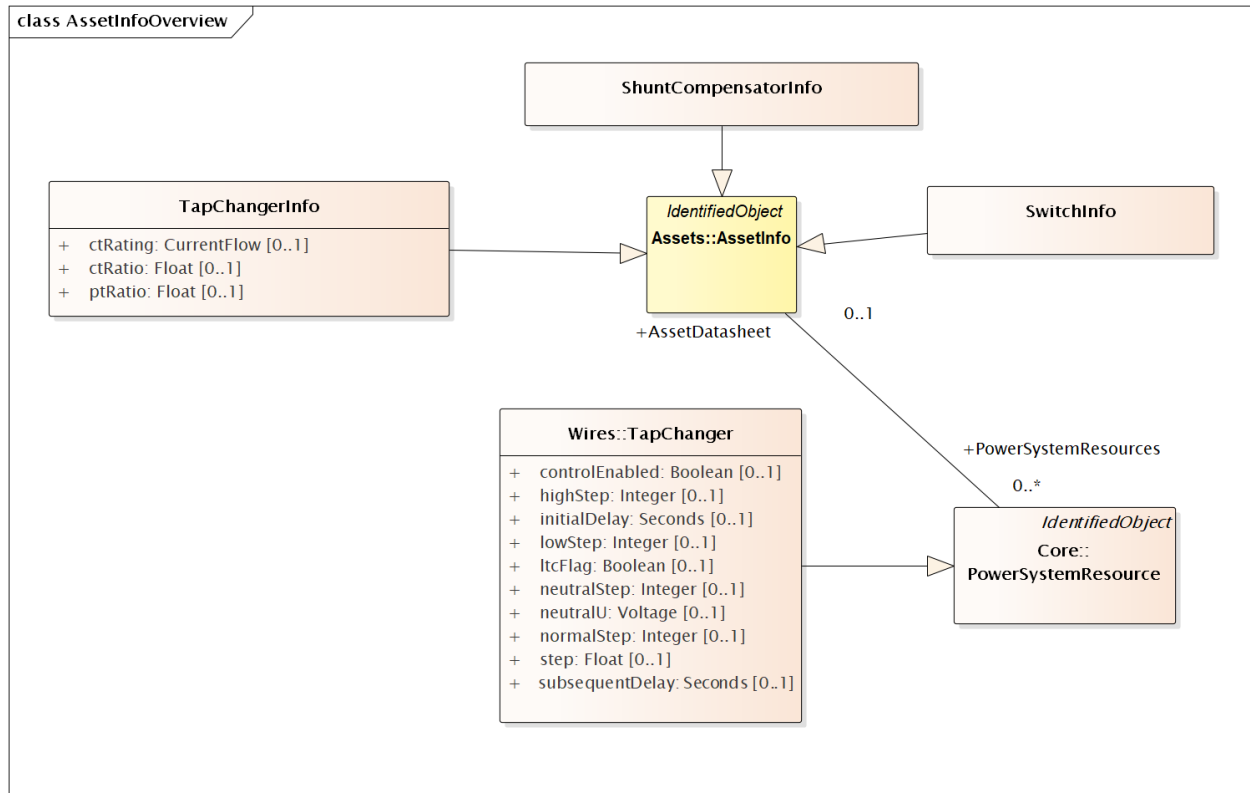 class AssetInfoOverview
ShuntCompensatorInfo
TapChangerInfo
+ ctRating: CurrentFlow [0..1]
+ ctRatio: Float [0..1]
+ ptRatio: Float [0..1]
IdentifiedObject
Assets::AssetInfo
SwitchInfo
+AssetDatasheet
0..1
Wires::TapChanger
+ controlEnabled: Boolean [0..1]
+ highStep: Integer [0..1]
+ initialDelay: Seconds [0..1]
+ lowStep: Integer [0..1]
+ ltcFlag: Boolean [0..1]
+ neutralStep: Integer [0..1]
+ neutralU: Voltage [0..1]
+ normalStep: Integer [0..1]
+ step: Float [0..1]
+ subsequentDelay: Seconds [0..1]
+PowerSystemResources
0..*
IdentifiedObject
Core::
PowerSystemResource